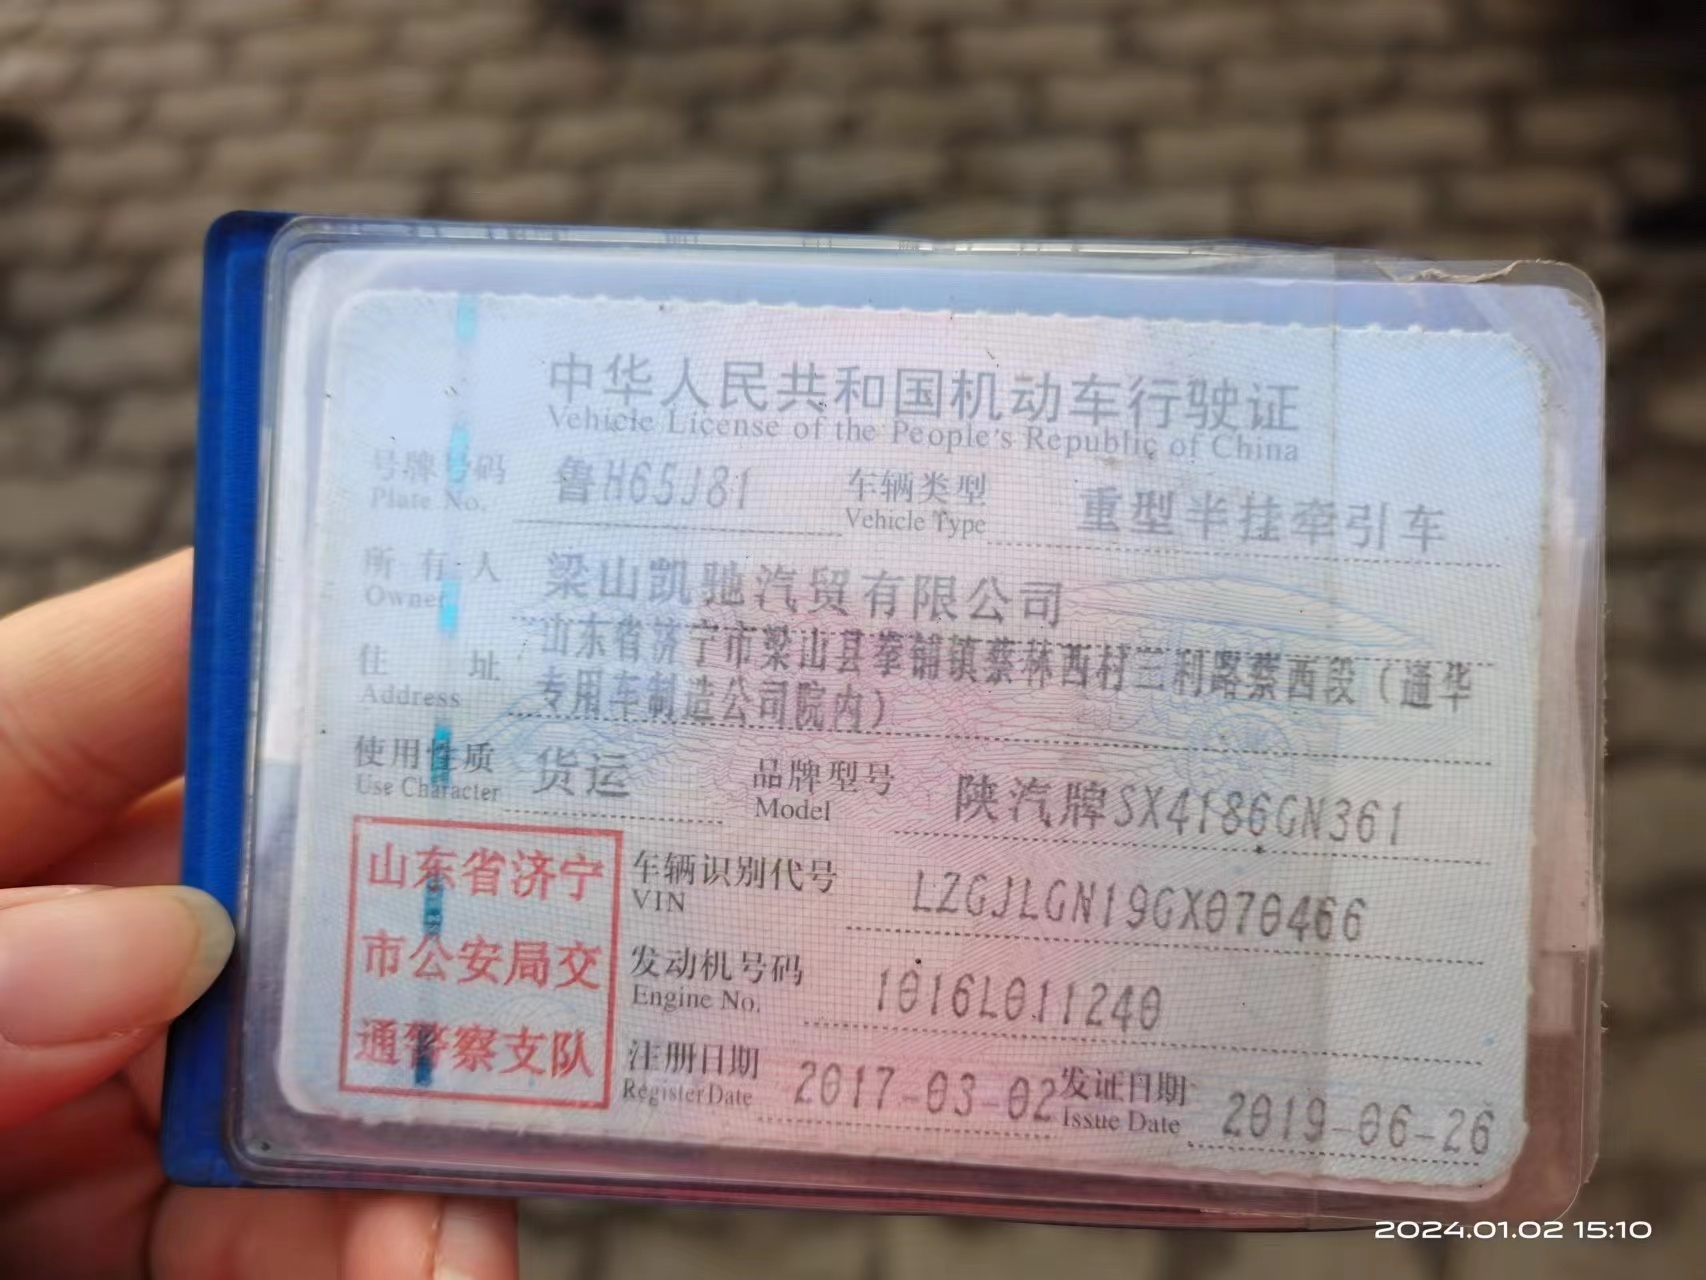 中华人民共和国机动车行驶证
Vehicle License of the People's Republic of China
号牌号码 鲁H65J81 车辆类型 重型半挂牵引车
Plate No. Vehicle Type
所有人 梁山凯驰汽贸有限公司
Owner
住址 山东省济宁市梁山县拳铺镇蔡林西村三利路蔡西段（通华
Address 专用车制造公司院内）
使用性质 货运 品牌型号 陕汽牌SX4186GN361
Use Character Model
山东省济宁
市公安局交
通警察支队
车辆识别代号 LZGJLGN19GX070466
VIN
发动机号码 1016L011240
Engine No.
注册日期 2017-03-02 发证日期 2019-06-26
Register Date Issue Date
2024.01.02 15:10